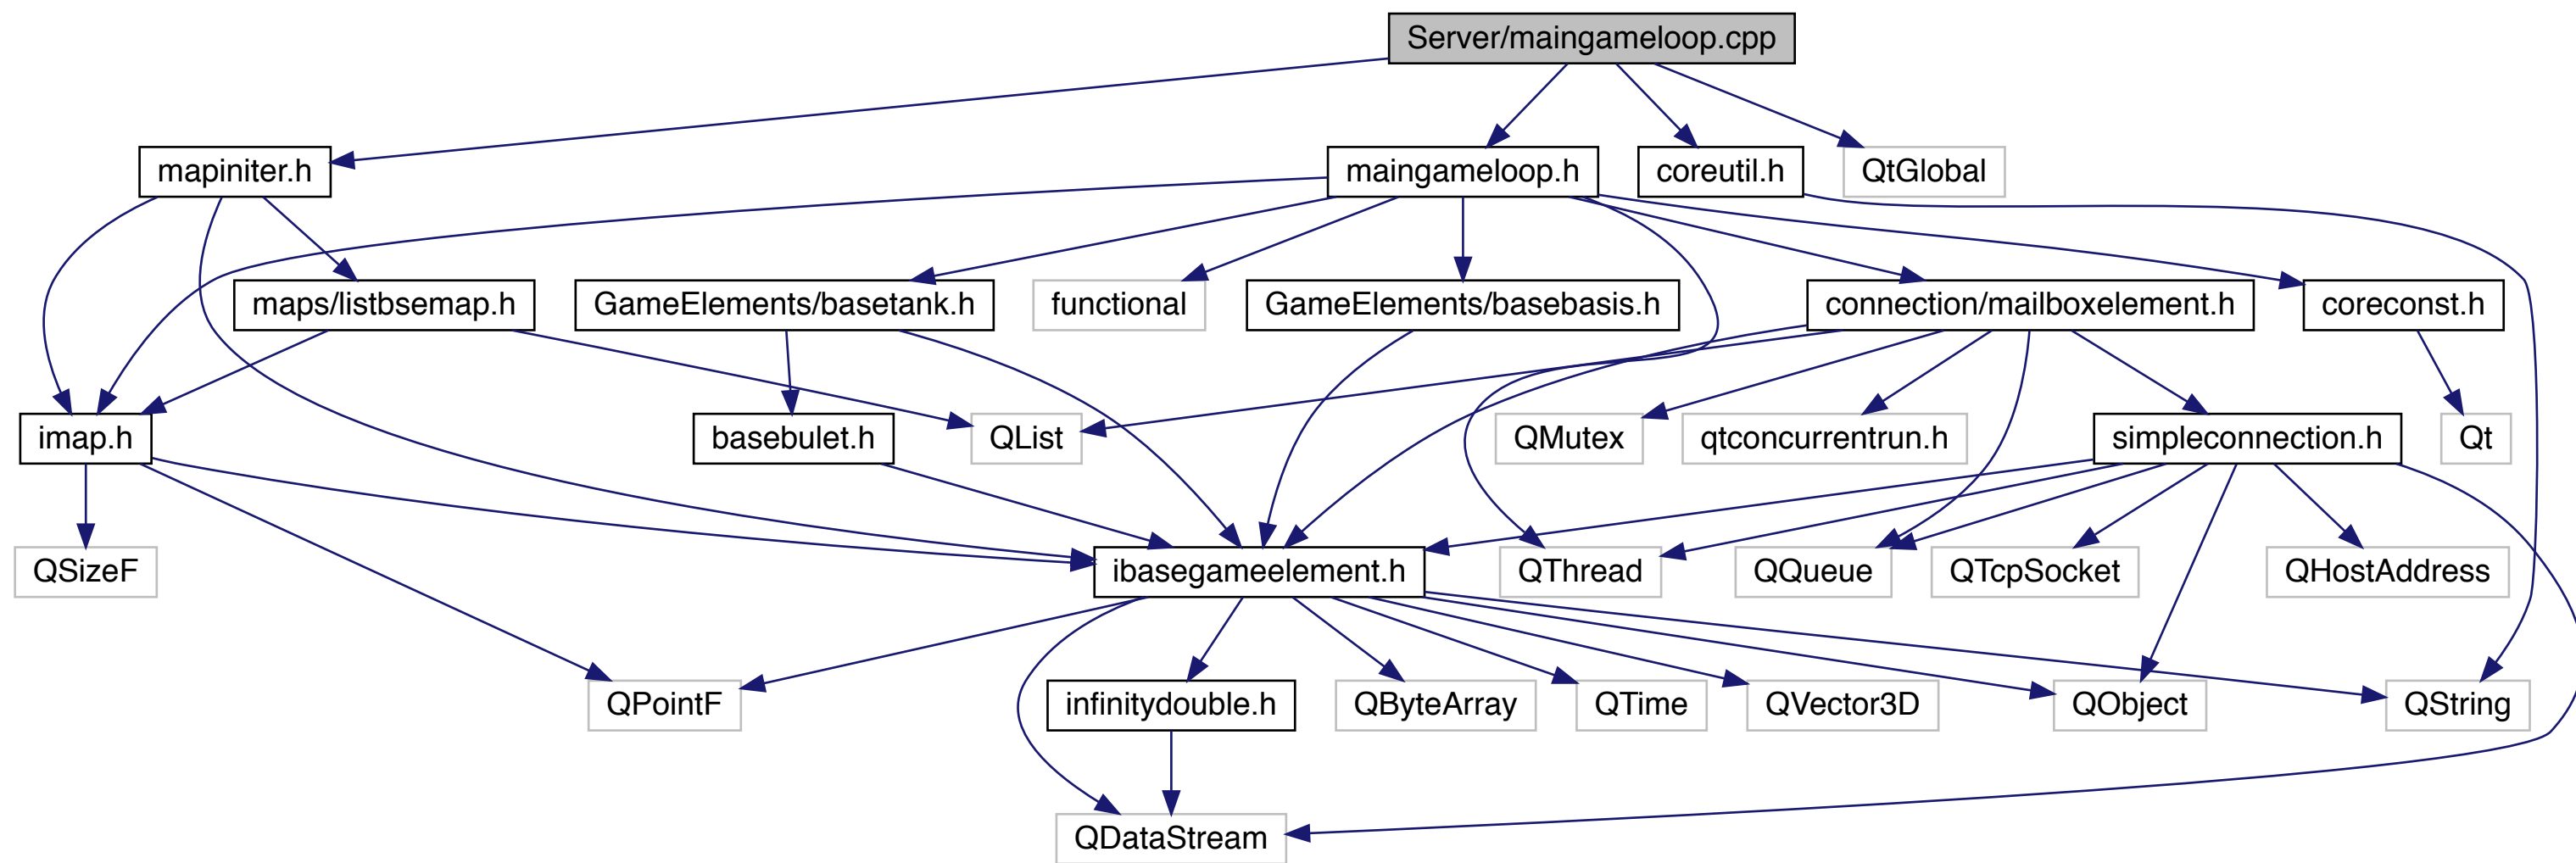 Server/maingameloop.cpp
mapiniter.h
maingameloop.h
coreutil.h
QtGlobal
maps/listbsemap.h
GameElements/basetank.h
functional
GameElements/basebasis.h
connection/mailboxelement.h
coreconst.h
imap.h
basebulet.h
QList
QMutex
qtconcurrentrun.h
simpleconnection.h
Qt
QSizeF
ibasegameelement.h
QThread
QQueue
QTcpSocket
QHostAddress
QPointF
infinitydouble.h
QByteArray
QTime
QVector3D
QObject
QString
QDataStream